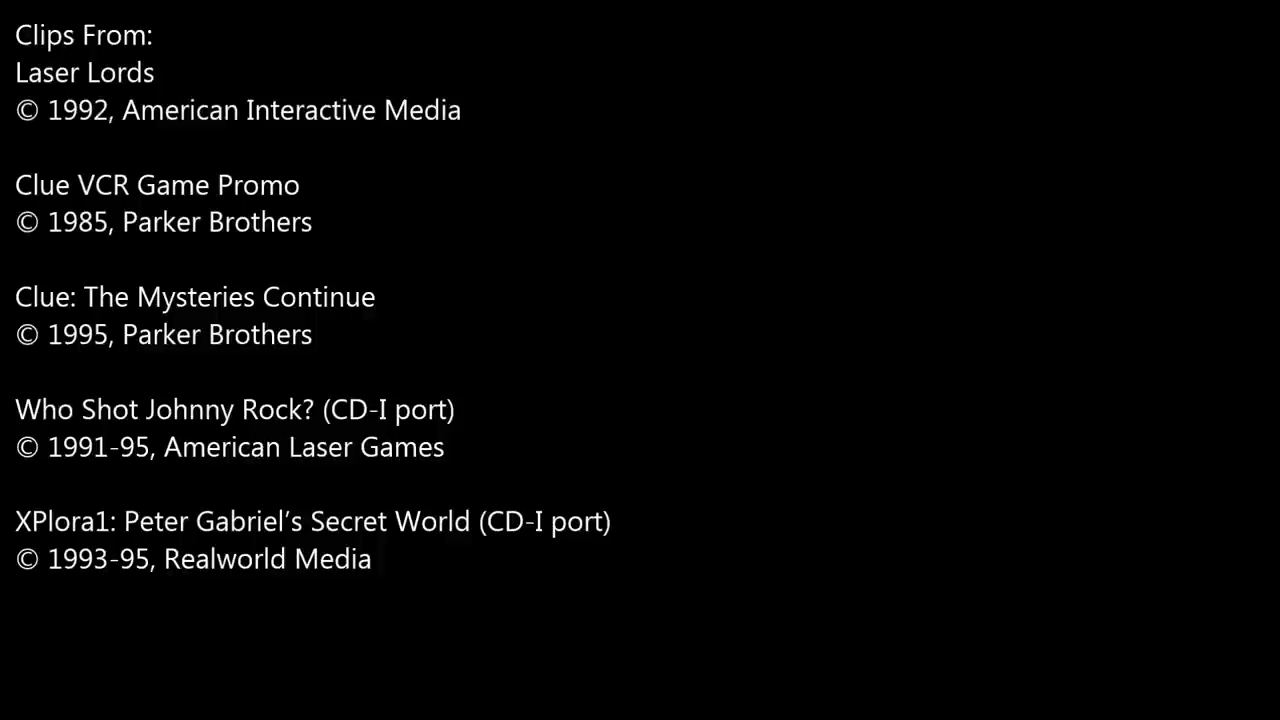 Clips From:
Laser Lords
© 1992, American Interactive Media
Clue VCR Game Promo
© 1985, Parker Brothers
Clue: The Mysteries Continue
© 1995, Parker Brothers
Who Shot Johnny Rock? (CD-I port)
© 1991-95, American Laser Games
XPlora1: Peter Gabriel’s Secret World (CD-I port)
© 1993-95, Realworld Media